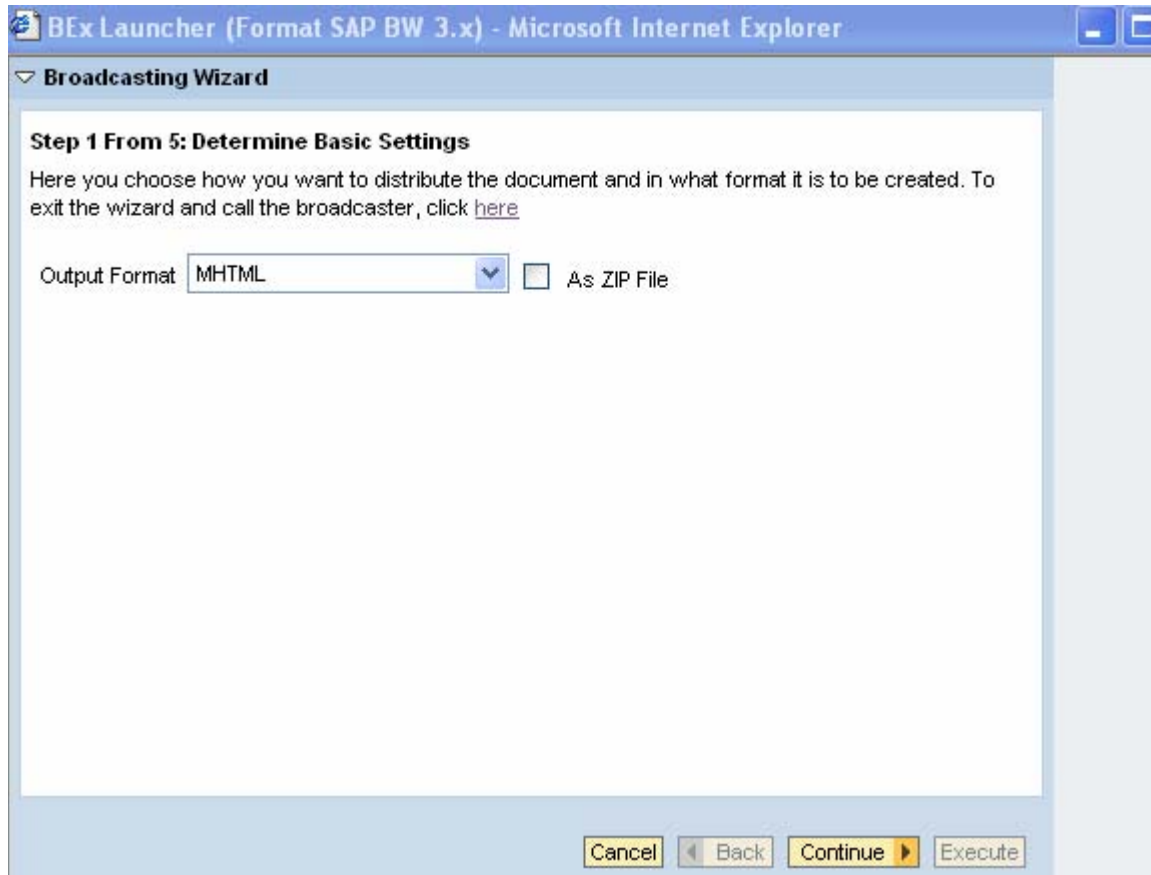 BEx Launcher (Format SAP BW 3.x) - Microsoft Internet Explorer
Broadcasting Wizard
Step 1 From 5: Determine Basic Settings
Here you choose how you want to distribute the document and in what format it is to be created. To
exit the wizard and call the broadcaster, click here
Output Format MHTML As ZIP File
Cancel Back Continue Execute